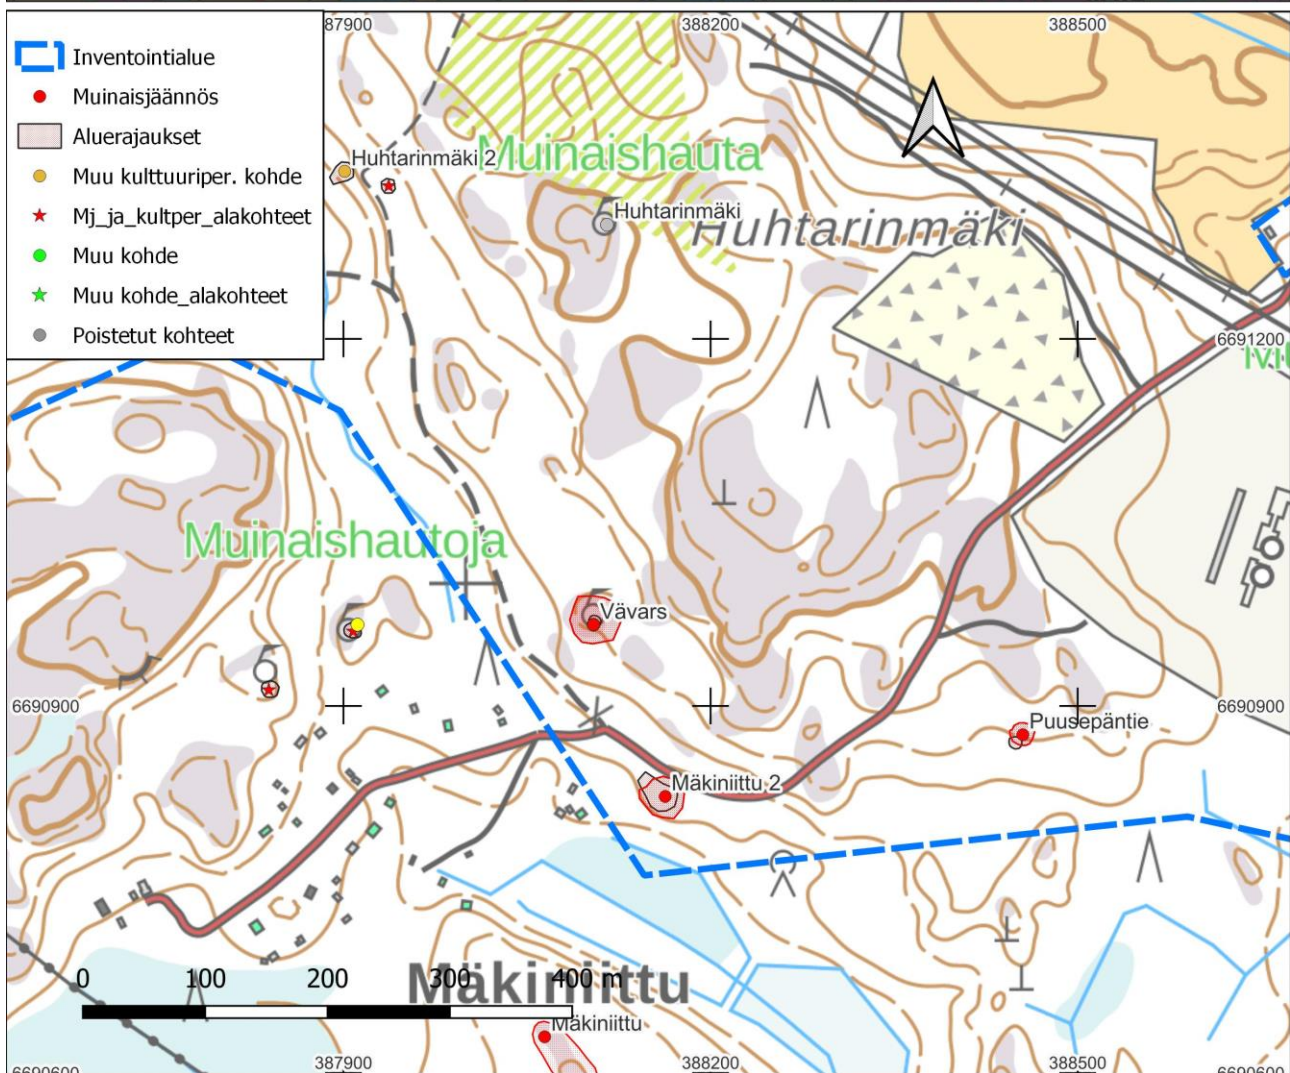 87900
388200
388500
Inventointialue
Muinaisjäännös
Aluerajaukset
Muu kulttuuriper. kohde
Mj_ja_kultper_alakohteet
Muu kohde
Muu kohde_alakohteet
Poistetut kohteet
Muinaishauta
Huhtarinmäki 2
Huhtarinmäki
Huhtarinmäki
6691200
Muinaishautoja
Vävars
6690900
6690900
Puusepäntie
Mäkiniittu 2
0 100 200 300 400 m
Mäkiniittu
Mäkiniittu
387900
388200
388500
6690600
6690600